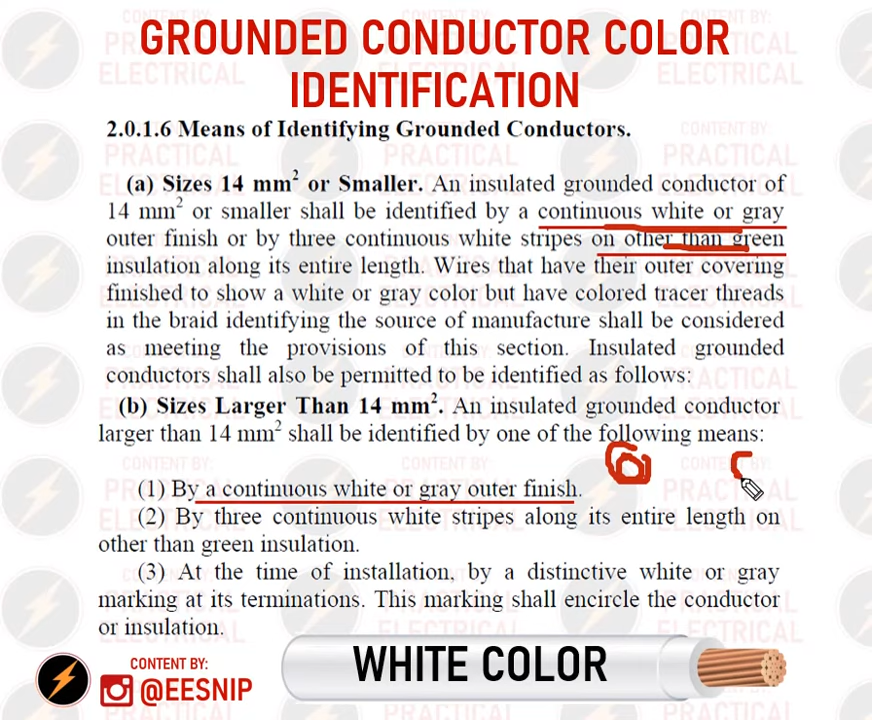 GROUNDED CONDUCTOR COLOR
IDENTIFICATION
2.0.1.6 Means of Identifying Grounded Conductors.
(a) Sizes 14 mm² or Smaller. An insulated grounded conductor of
14 mm² or smaller shall be identified by a continuous white or gray
outer finish or by three continuous white stripes on other than green
insulation along its entire length. Wires that have their outer covering
finished to show a white or gray color but have colored tracer threads
in the braid identifying the source of manufacture shall be considered
as meeting the provisions of this section. Insulated grounded
conductors shall also be permitted to be identified as follows:
(b) Sizes Larger Than 14 mm². An insulated grounded conductor
larger than 14 mm² shall be identified by one of the following means:
(1) By a continuous white or gray outer finish.
(2) By three continuous white stripes along its entire length on
other than green insulation.
(3) At the time of installation, by a distinctive white or gray
marking at its terminations. This marking shall encircle the conductor
or insulation.
CONTENT BY:
@EESNIP
WHITE COLOR